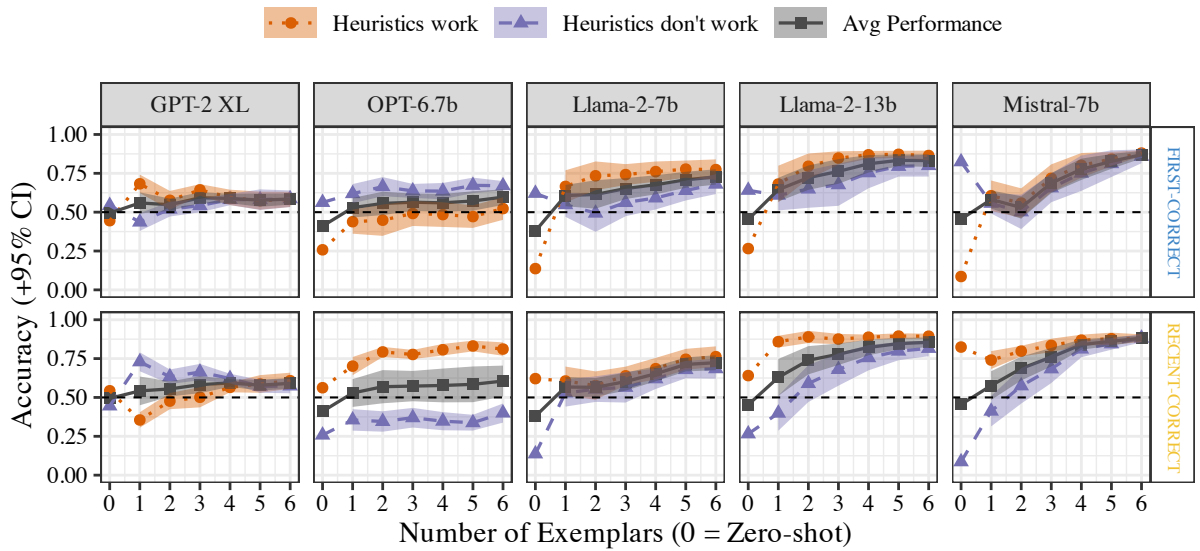 Heuristics work Heuristics don't work Avg Performance
GPT-2 XL OPT-6.7b Llama-2-7b Llama-2-13b Mistral-7b
Accuracy (+95% CI)
1.00
0.75
0.50
0.25
0.00
FIRST-CORRECT
1.00
0.75
0.50
0.25
0.00
RECENT-CORRECT
0 1 2 3 4 5 6 0 1 2 3 4 5 6 0 1 2 3 4 5 6 0 1 2 3 4 5 6 0 1 2 3 4 5 6
Number of Exemplars (0 = Zero-shot)